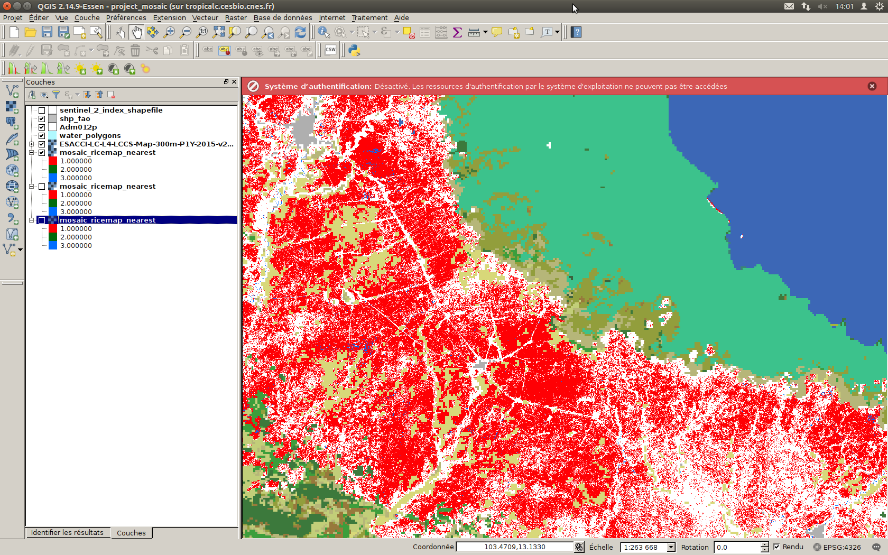 QGIS 2.14.9-Essen - project_mosaic (sur tropicalc.cesbio.cnes.fr)
14:01
Projet Éditer Vue Couche Préférences Extension Vecteur Raster Base de données Internet Traitement Aide
Couches
Système d'authentification: Désactivé. Les ressources d'authentification par le système d'exploitation ne peuvent pas être accédées
sentinel_2_index_shapefile
shp_fao
Adm012p
water_polygons
ESACCI-LC-L4-LCCS-Map-300m-P1Y-2015-v2...
mosaic_ricemap_nearest
1.000000
2.000000
3.000000
mosaic_ricemap_nearest
1.000000
2.000000
3.000000
mosaic_ricemap_nearest
1.000000
2.000000
3.000000
Identifier les résultats Couches
Coordonnée 103.4709,13.1330 Échelle 1:263 668 Rotation 0,0 Rendu EPSG:4326